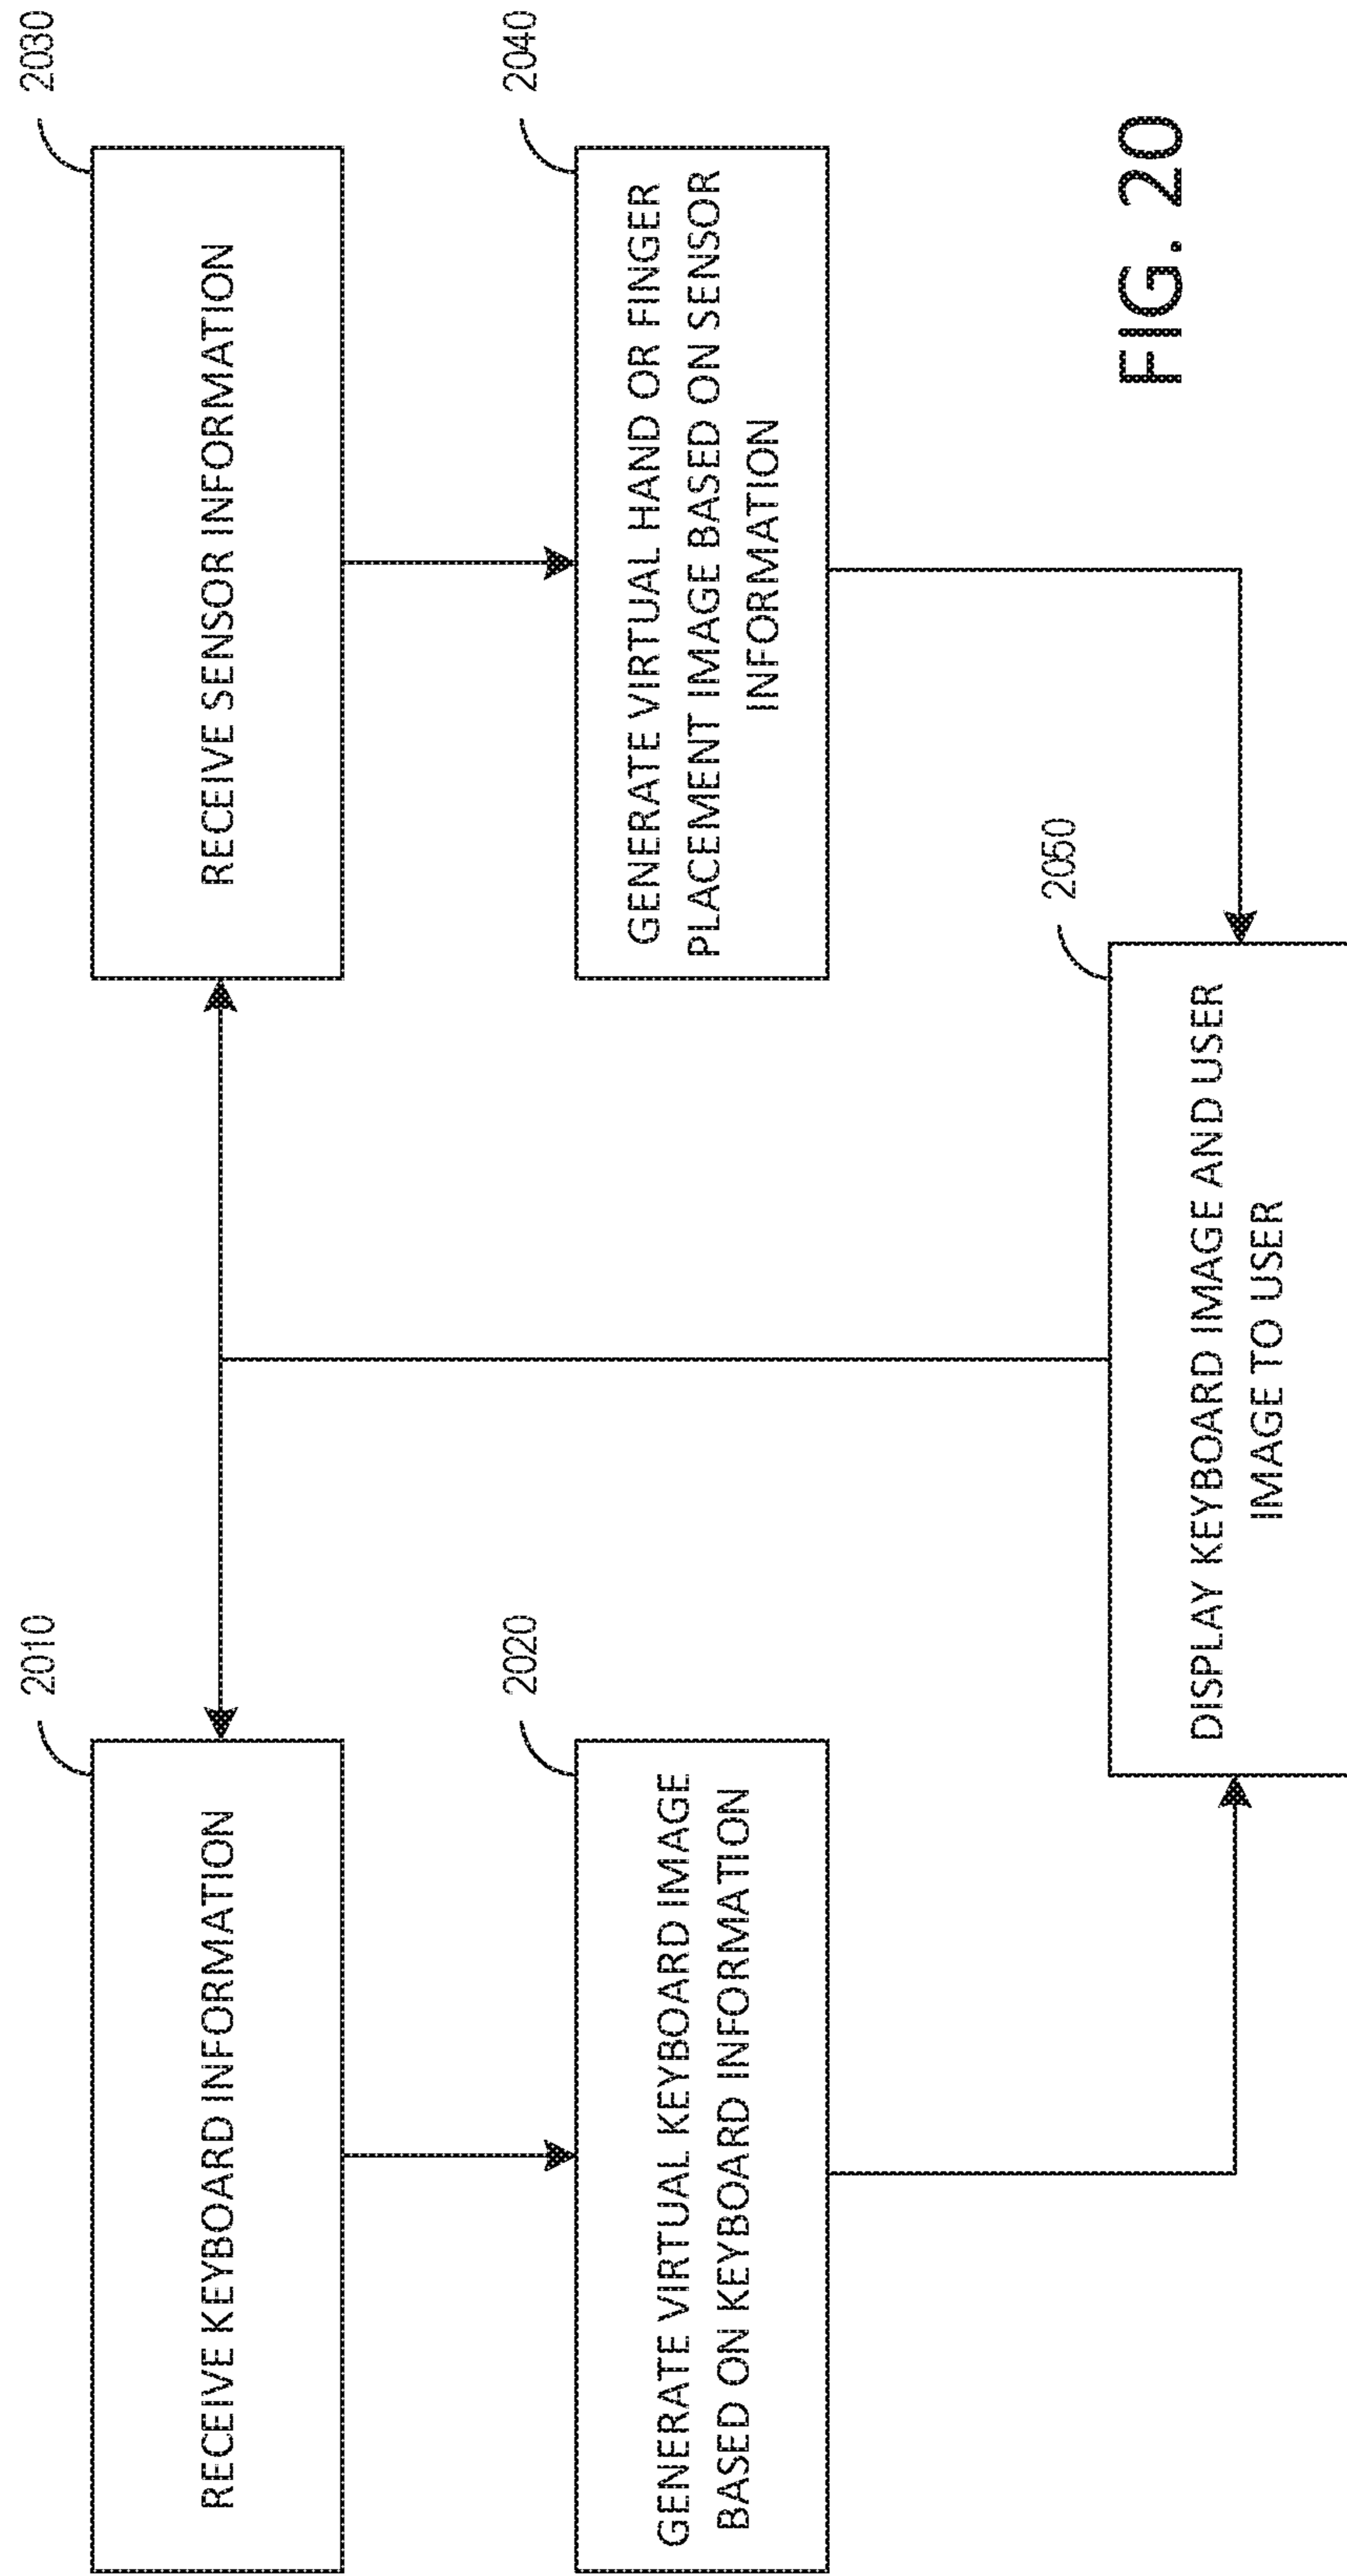 2010
RECEIVE KEYBOARD INFORMATION
2030
RECEIVE SENSOR INFORMATION
2020
GENERATE VIRTUAL KEYBOARD IMAGE
BASED ON KEYBOARD INFORMATION
2040
GENERATE VIRTUAL HAND OR FINGER
PLACEMENT IMAGE BASED ON SENSOR
INFORMATION
2050
DISPLAY KEYBOARD IMAGE AND USER
IMAGE TO USER
FIG. 20